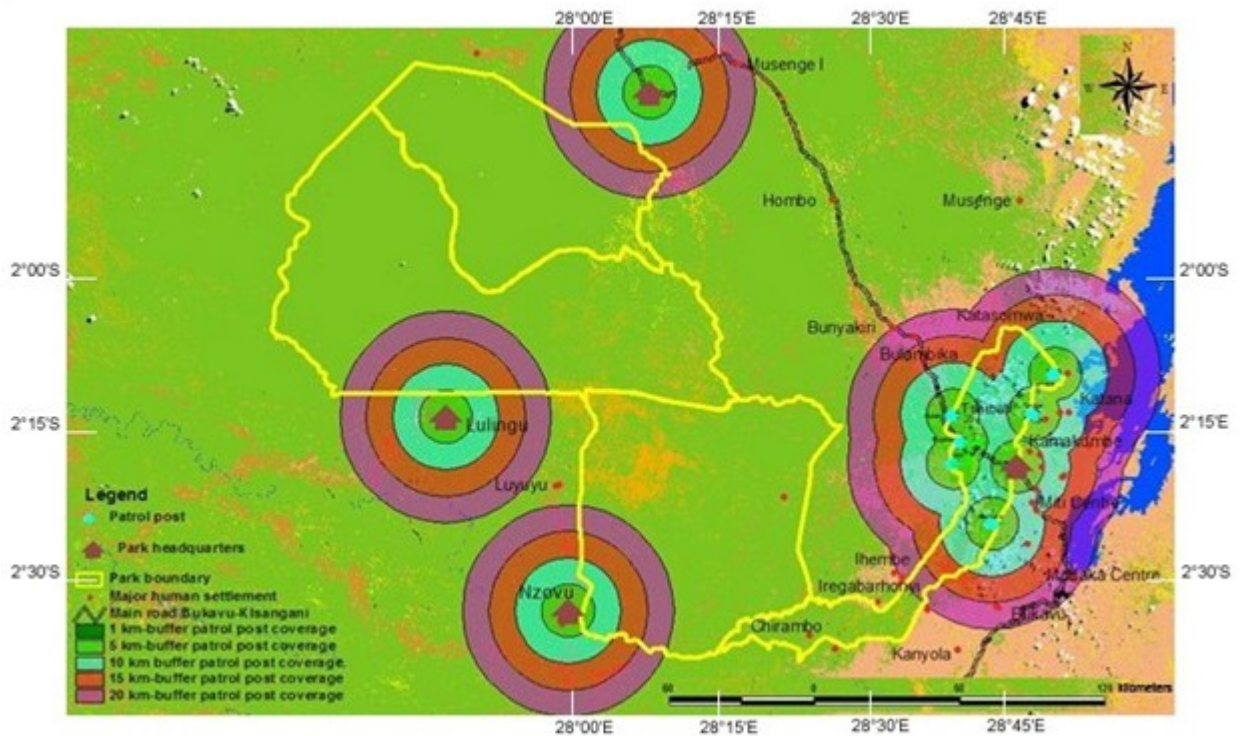 28°00'E
28°15'E
28°30'E
28°45'E
N
W
E
Musenge I
Hombo
Musenge
2°00'S
2°00'S
Katasomwa
Bunyakiri
Bulambika
Katana
2°15'S
Lulingu
2°15'E
Luyuyu
Legend
Patrol post
Park headquarters
Ihembe
2°30'S
2°30'S
Nzovu
Park boundary
Major human settlement
Main road Bukavu-KIsangani
1 km-buffer patrol post coverage
5 km-buffer patrol post coverage
10 km buffer patrol post coverage.
15 km-buffer patrol post coverage
20 km-buffer patrol post coverage
Chirambo
Bukavu
Kanyola
60
0
60
120 kilometers
28°00'E
28°15'E
28°30'E
28°45'E